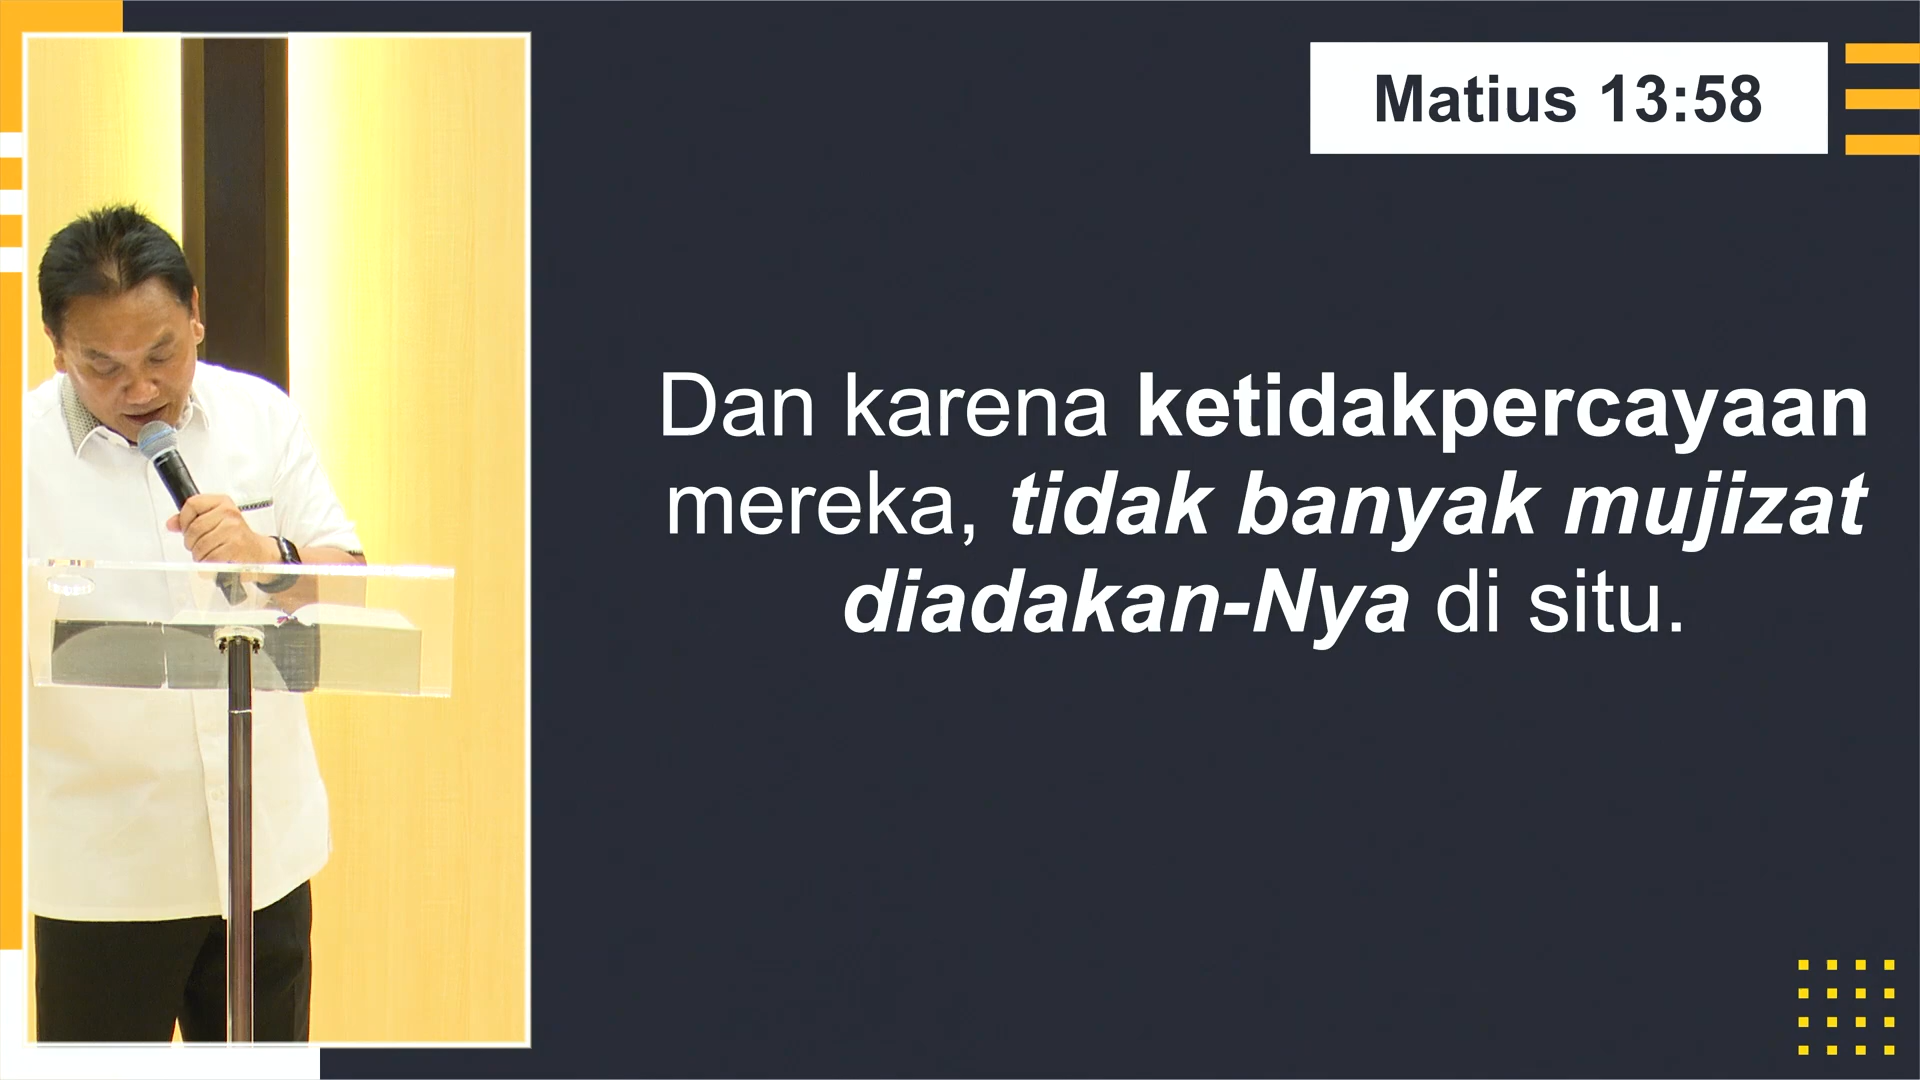 Matius 13:58
Dan karena ketidakpercayaan
mereka, tidak banyak mujizat
diadakan-Nya di situ.